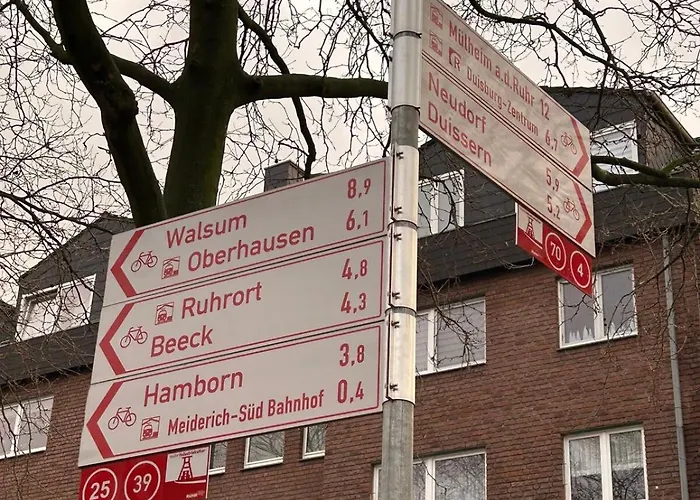 Walsum 8,9
Oberhausen 6,1
Ruhrort 4,8
Beeck 4,3
Hamborn 3,8
Meiderich-Süd Bahnhof 0,4
25 39
Mülheim a.d.Ruhr 12
R Duisburg-Zentrum 6,7
Neudorf 5,9
Duissern 5,2
70 4